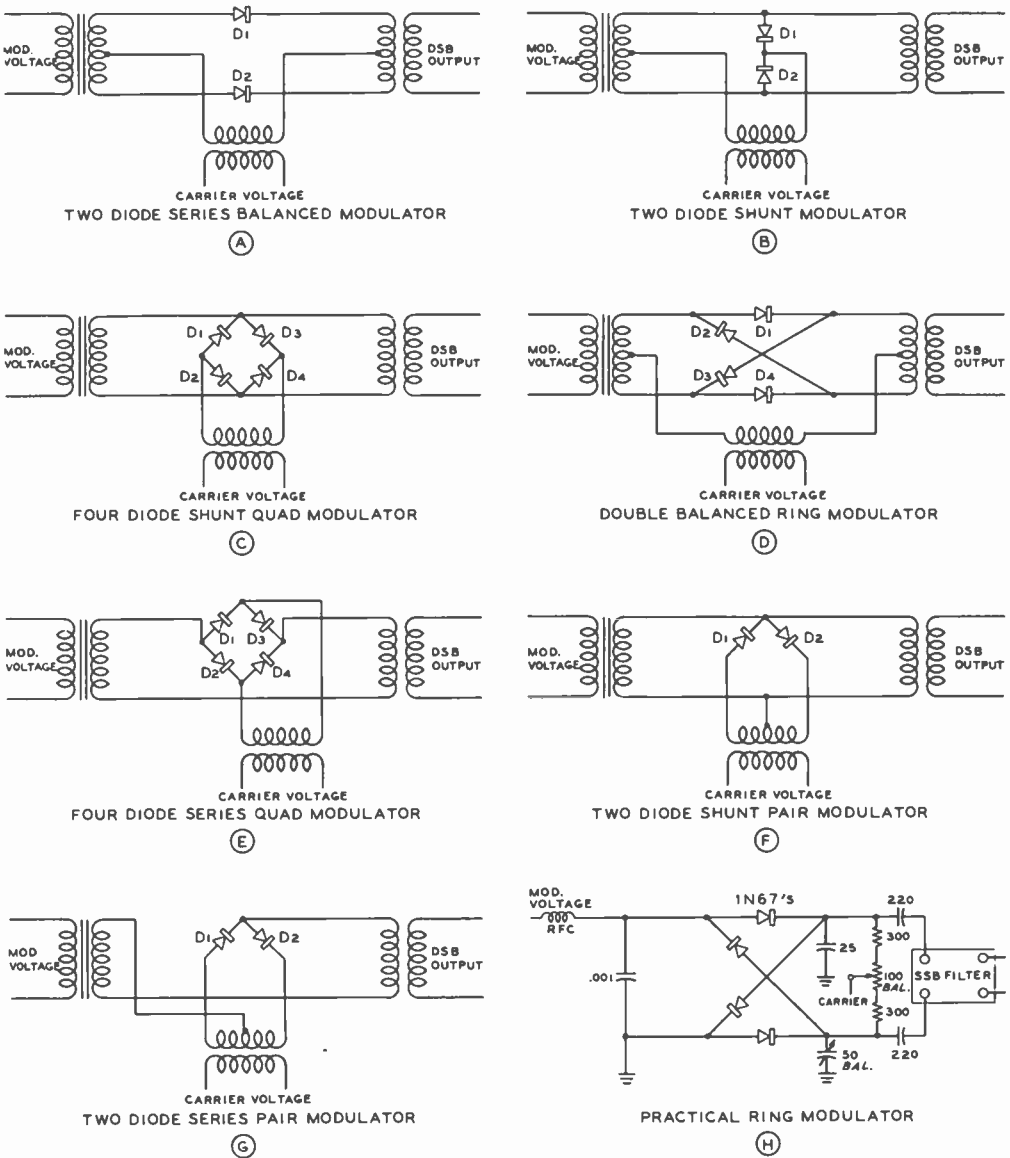 MOD.
VOLTAGE
D1
D2
DSB
OUTPUT
CARRIER VOLTAGE
TWO DIODE SERIES BALANCED MODULATOR
A
MOD.
VOLTAGE
D1
D2
DSB
OUTPUT
CARRIER VOLTAGE
TWO DIODE SHUNT MODULATOR
B
MOD.
VOLTAGE
D1
D3
D2
D4
DSB
OUTPUT
CARRIER VOLTAGE
FOUR DIODE SHUNT QUAD MODULATOR
C
MOD.
VOLTAGE
D2
D1
D3
D4
DSB
OUTPUT
CARRIER VOLTAGE
DOUBLE BALANCED RING MODULATOR
D
MOD.
VOLTAGE
D1
D3
D2
D4
DSB
OUTPUT
CARRIER VOLTAGE
FOUR DIODE SERIES QUAD MODULATOR
E
MOD.
VOLTAGE
D1
D2
DSB
OUTPUT
CARRIER VOLTAGE
TWO DIODE SHUNT PAIR MODULATOR
F
MOD
VOLTAGE
D1
D2
DSB
OUTPUT
CARRIER VOLTAGE
TWO DIODE SERIES PAIR MODULATOR
G
MOD.
VOLTAGE
RFC
1N67'S
220
300
25
.001
100
BAL.
SSB FILTER
CARRIER
300
50
BAL.
220
PRACTICAL RING MODULATOR
H